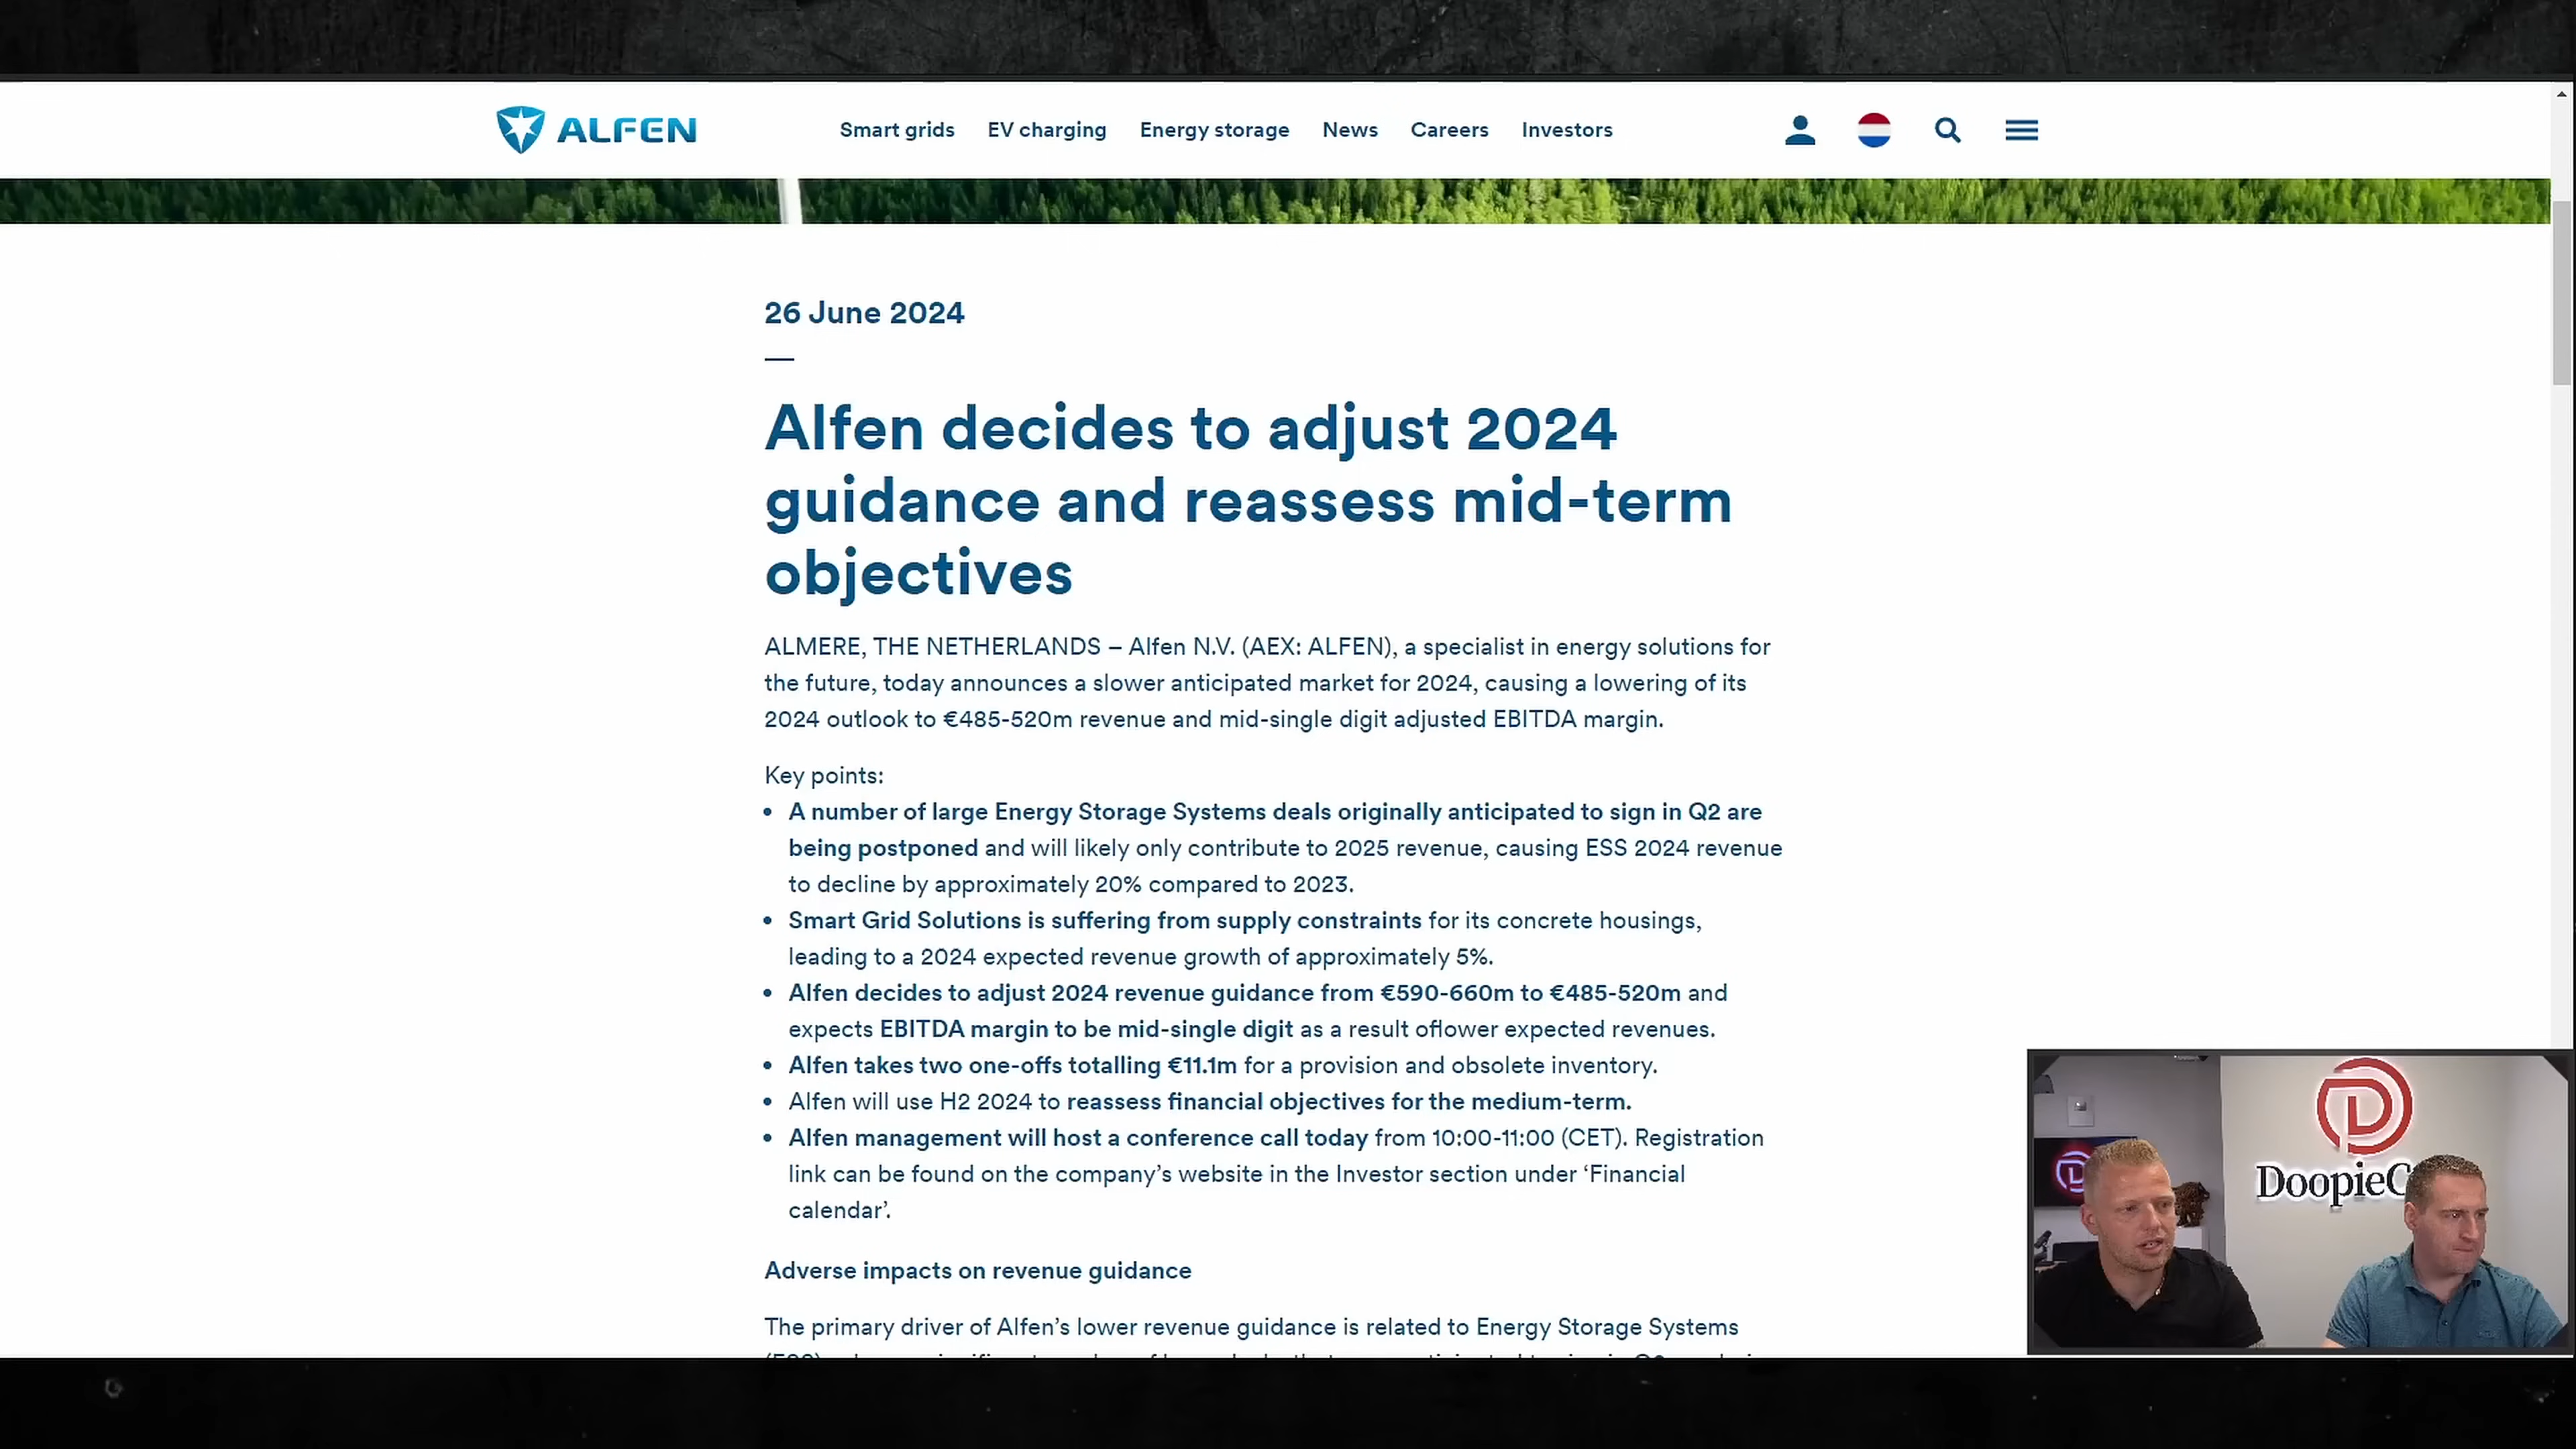 ALFEN
Smart grids
EV charging
Energy storage
News
Careers
Investors
26 June 2024
Alfen decides to adjust 2024
guidance and reassess mid-term
objectives
ALMERE, THE NETHERLANDS – Alfen N.V. (AEX: ALFEN), a specialist in energy solutions for
the future, today announces a slower anticipated market for 2024, causing a lowering of its
2024 outlook to €485-520m revenue and mid-single digit adjusted EBITDA margin.
Key points:
• A number of large Energy Storage Systems deals originally anticipated to sign in Q2 are
being postponed and will likely only contribute to 2025 revenue, causing ESS 2024 revenue
to decline by approximately 20% compared to 2023.
• Smart Grid Solutions is suffering from supply constraints for its concrete housings,
leading to a 2024 expected revenue growth of approximately 5%.
• Alfen decides to adjust 2024 revenue guidance from €590-660m to €485-520m and
expects EBITDA margin to be mid-single digit as a result oflower expected revenues.
• Alfen takes two one-offs totalling €11.1m for a provision and obsolete inventory.
• Alfen will use H2 2024 to reassess financial objectives for the medium-term.
• Alfen management will host a conference call today from 10:00-11:00 (CET). Registration
link can be found on the company’s website in the Investor section under ‘Financial
calendar’.
Adverse impacts on revenue guidance
The primary driver of Alfen’s lower revenue guidance is related to Energy Storage Systems
DoopieC